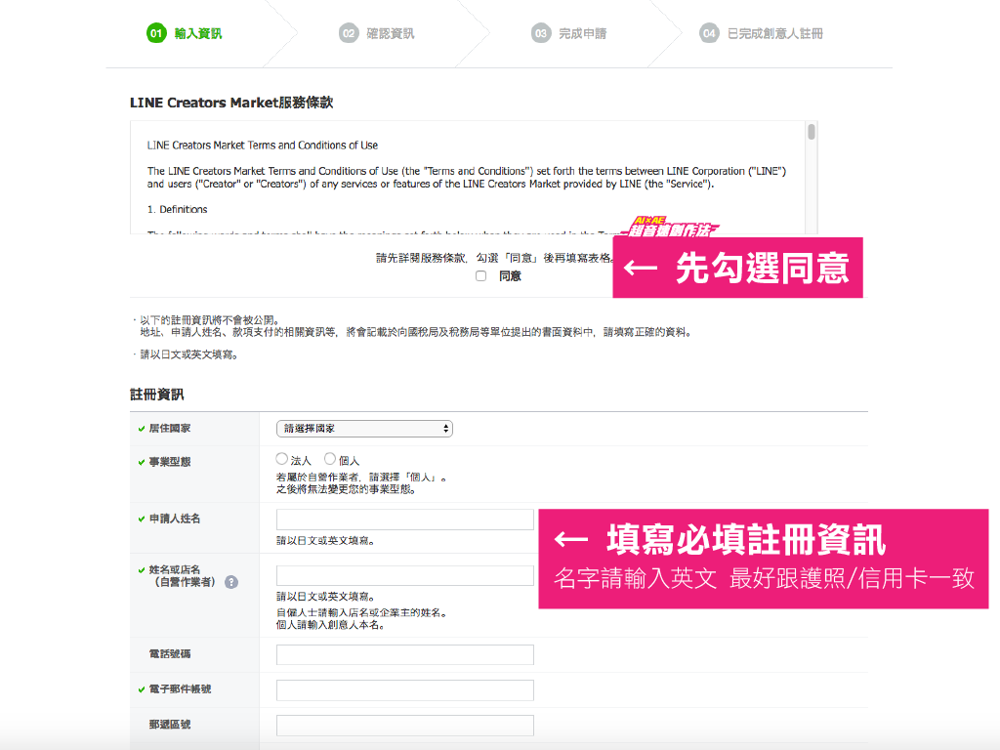 01 輸入資訊
02 確認資訊
03 完成申請
04 已完成創意人註冊
LINE Creators Market服務條款
LINE Creators Market Terms and Conditions of Use
The LINE Creators Market Terms and Conditions of Use (the "Terms and Conditions") set forth the terms between LINE Corporation ("LINE")
and users ("Creator" or "Creators") of any services or features of the LINE Creators Market provided by LINE (the "Service").
1. Definitions
AI×AE
超音速創作法
請先詳閱服務條款，勾選「同意」後再填寫表格。
同意
← 先勾選同意
· 以下的註冊資訊將不會被公開。
地址、申請人姓名、款項支付的相關資訊等，將會記載於向國稅局及稅務局等單位提出的書面資料中，請填寫正確的資料。
· 請以日文或英文填寫。
註冊資訊
居住國家
請選擇國家
事業型態
法人 個人
若屬於自營作業者，請選擇「個人」。
之後將無法變更您的事業型態。
申請人姓名
請以日文或英文填寫。
← 填寫必填註冊資訊
名字請輸入英文 最好跟護照/信用卡一致
姓名或店名
（自營作業者） ?
請以日文或英文填寫。
自僱人士請輸入店名或企業主的姓名。
個人請輸入創意人本名。
電話號碼
電子郵件帳號
郵遞區號